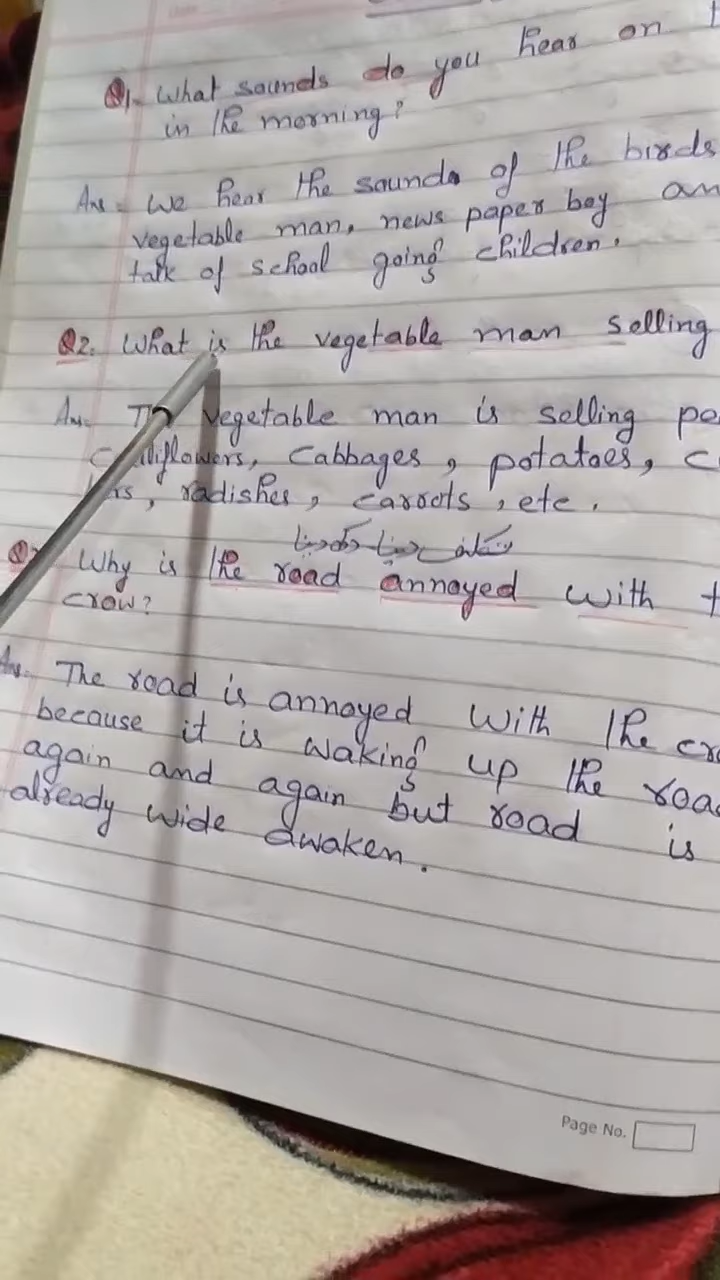 Q1. What sounds do you hear on
in the morning?
Ans - We hear the sounds of the birds
vegetable man, news paper boy
talk of school going children.
Q2. What is the vegetable man selling
Ans. vegetable man is selling
cabbages, potatoes,
radishes, carrots, etc.
Why is the road annoyed with
crow?
Ans. The road is annoyed with the
because it is waking up the
again and again but road is
already wide awaken.
Page No.